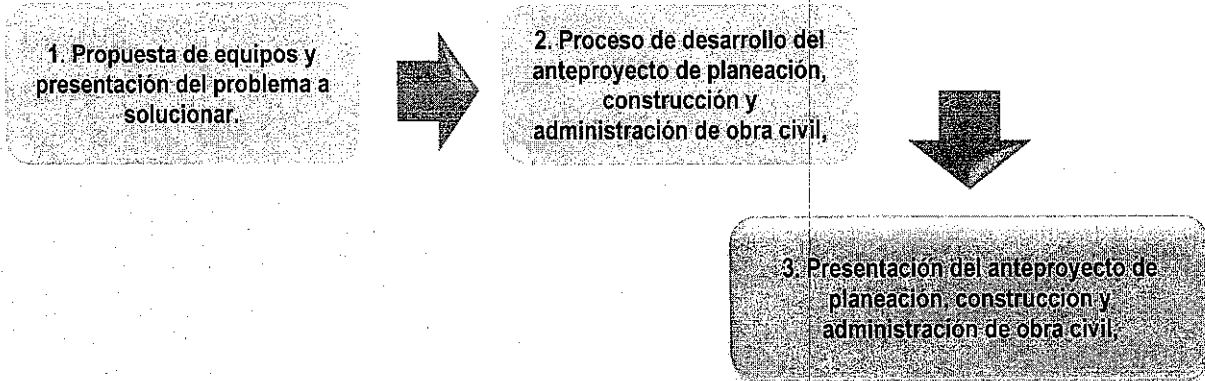 1. Propuesta de equipos y
presentación del problema a
solucionar.
2. Proceso de desarrollo del
anteproyecto de planeación,
construcción y
administración de obra civil,
3. Presentación del anteproyecto de
planeación, construcción y
administración de obra civil,